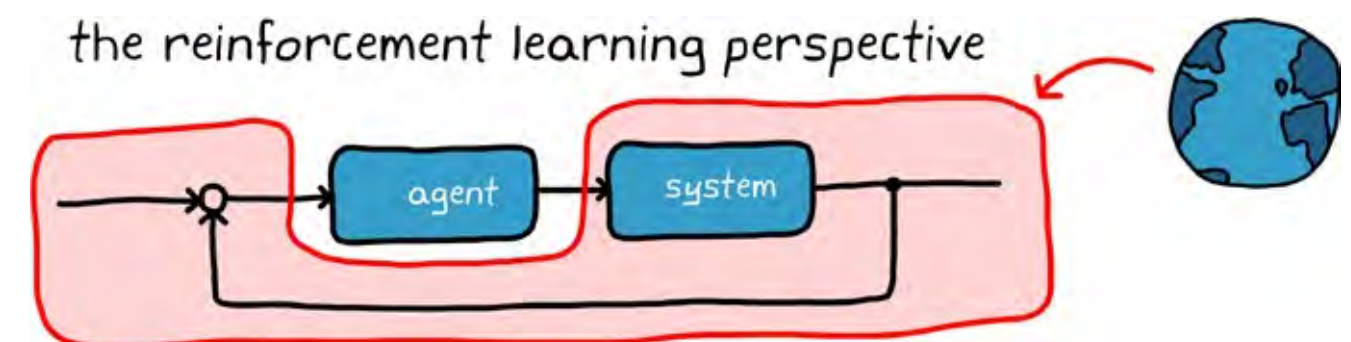 the reinforcement learning perspective
agent
system